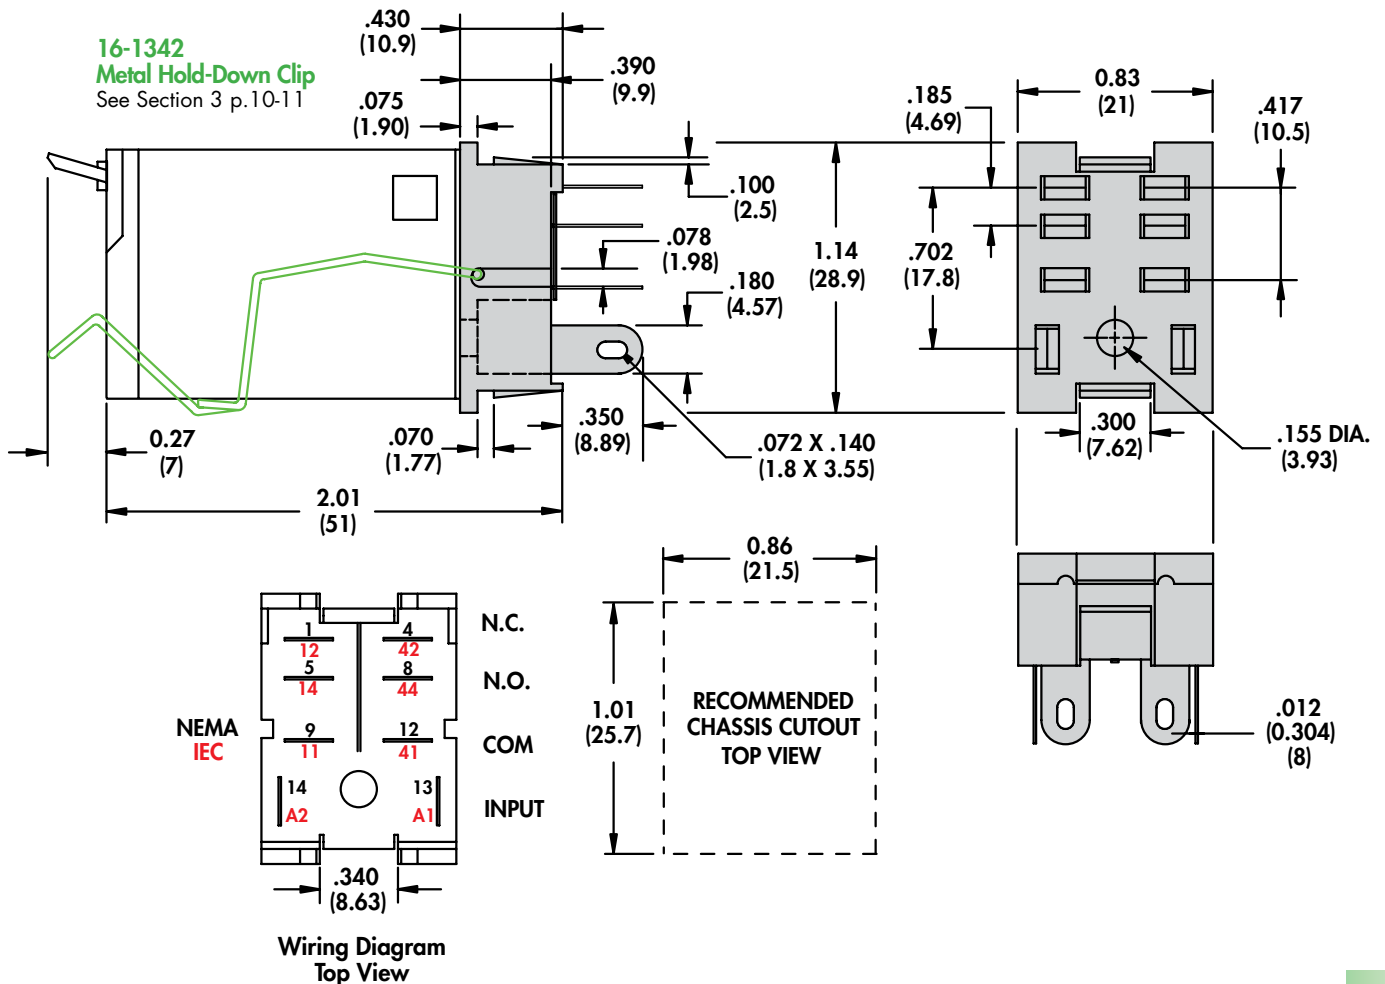 16-1342
Metal Hold-Down Clip
See Section 3 p.10-11
.430
(10.9)
.390
(9.9)
.075
(1.90)
.100
(2.5)
.078
(1.98)
.180
(4.57)
.350
(8.89)
.070
(1.77)
.072 X .140
(1.8 X 3.55)
0.27
(7)
2.01
(51)
1.14
(28.9)
0.83
(21)
.185
(4.69)
.417
(10.5)
.702
(17.8)
.300
(7.62)
.155 DIA.
(3.93)
0.86
(21.5)
1.01
(25.7)
RECOMMENDED
CHASSIS CUTOUT
TOP VIEW
.012
(0.304)
(8)
1 4 N.C.
12 42
5 8 N.O.
14 44
NEMA
IEC
9 12 COM
11 41
14 13 INPUT
A2 A1
.340
(8.63)
Wiring Diagram
Top View